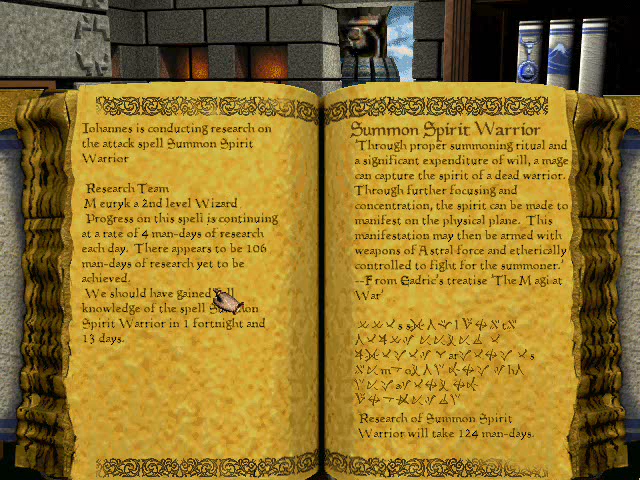 Iohannes is conducting research on
the attack spell Summon Spirit
Warrior
Research Team
Meuryk a 2nd level Wizard
Progress on this spell is continuing
at a rate of 4 man-days of research
each day. There appears to be 106
man-days of research yet to be
achieved.
We should have gained
knowledge of the spell
Spirit Warrior in 1 fortnight and
13 days.
Summon Spirit Warrior
'Through proper summoning ritual and
a significant expenditure of will, a mage
can capture the spirit of a dead warrior.
Through further focusing and
concentration, the spirit can be made to
manifest on the physical plane. This
manifestation may then be armed with
weapons of Astral force and etherically
controlled to fight for the summoner.'
--From Eadric's treatise 'The Magi at
War'
Research of Summon Spirit
Warrior will take 124 man-days.